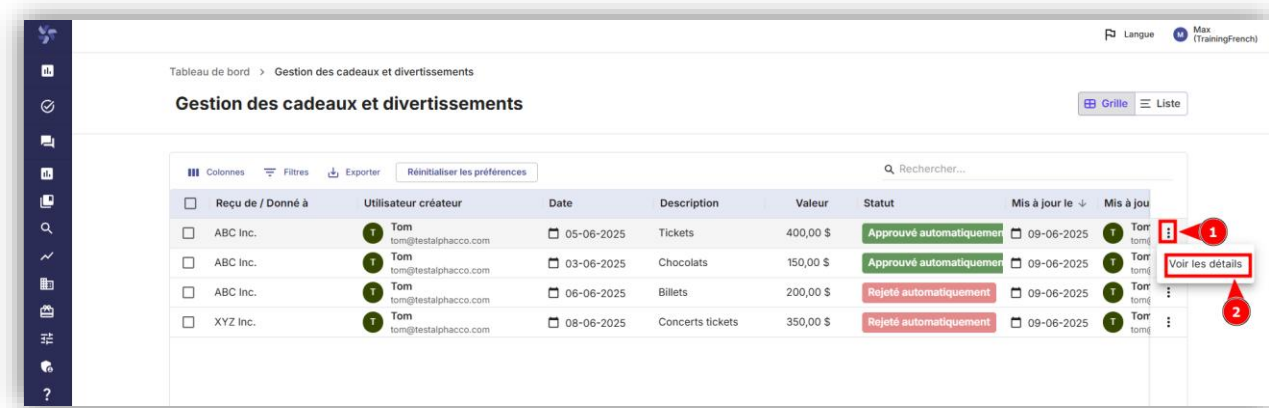 Langue M Max
(TrainingFrench)
Tableau de bord > Gestion des cadeaux et divertissements
Gestion des cadeaux et divertissements
Grille Liste
Colonnes Filtres Exporter Réinitialiser les préférences Rechercher...
Reçu de / Donné à Utilisateur créateur Date Description Valeur Statut Mis à jour le ↓ Mis à jou
ABC Inc. T Tom 05-06-2025 Tickets 400,00 $ Approuvé automatiquemen 09-06-2025 T Tom 1
tom@testalphacco.com tom@
ABC Inc. T Tom 03-06-2025 Chocolats 150,00 $ Approuvé automatiquemen 09-06-2025 T Tom Voir les détails
tom@testalphacco.com tom@
ABC Inc. T Tom 06-06-2025 Billets 200,00 $ Rejeté automatiquement 09-06-2025 T Tom 2
tom@testalphacco.com tom@
XYZ Inc. T Tom 08-06-2025 Concerts tickets 350,00 $ Rejeté automatiquement 09-06-2025 T Tom
tom@testalphacco.com tom@
?